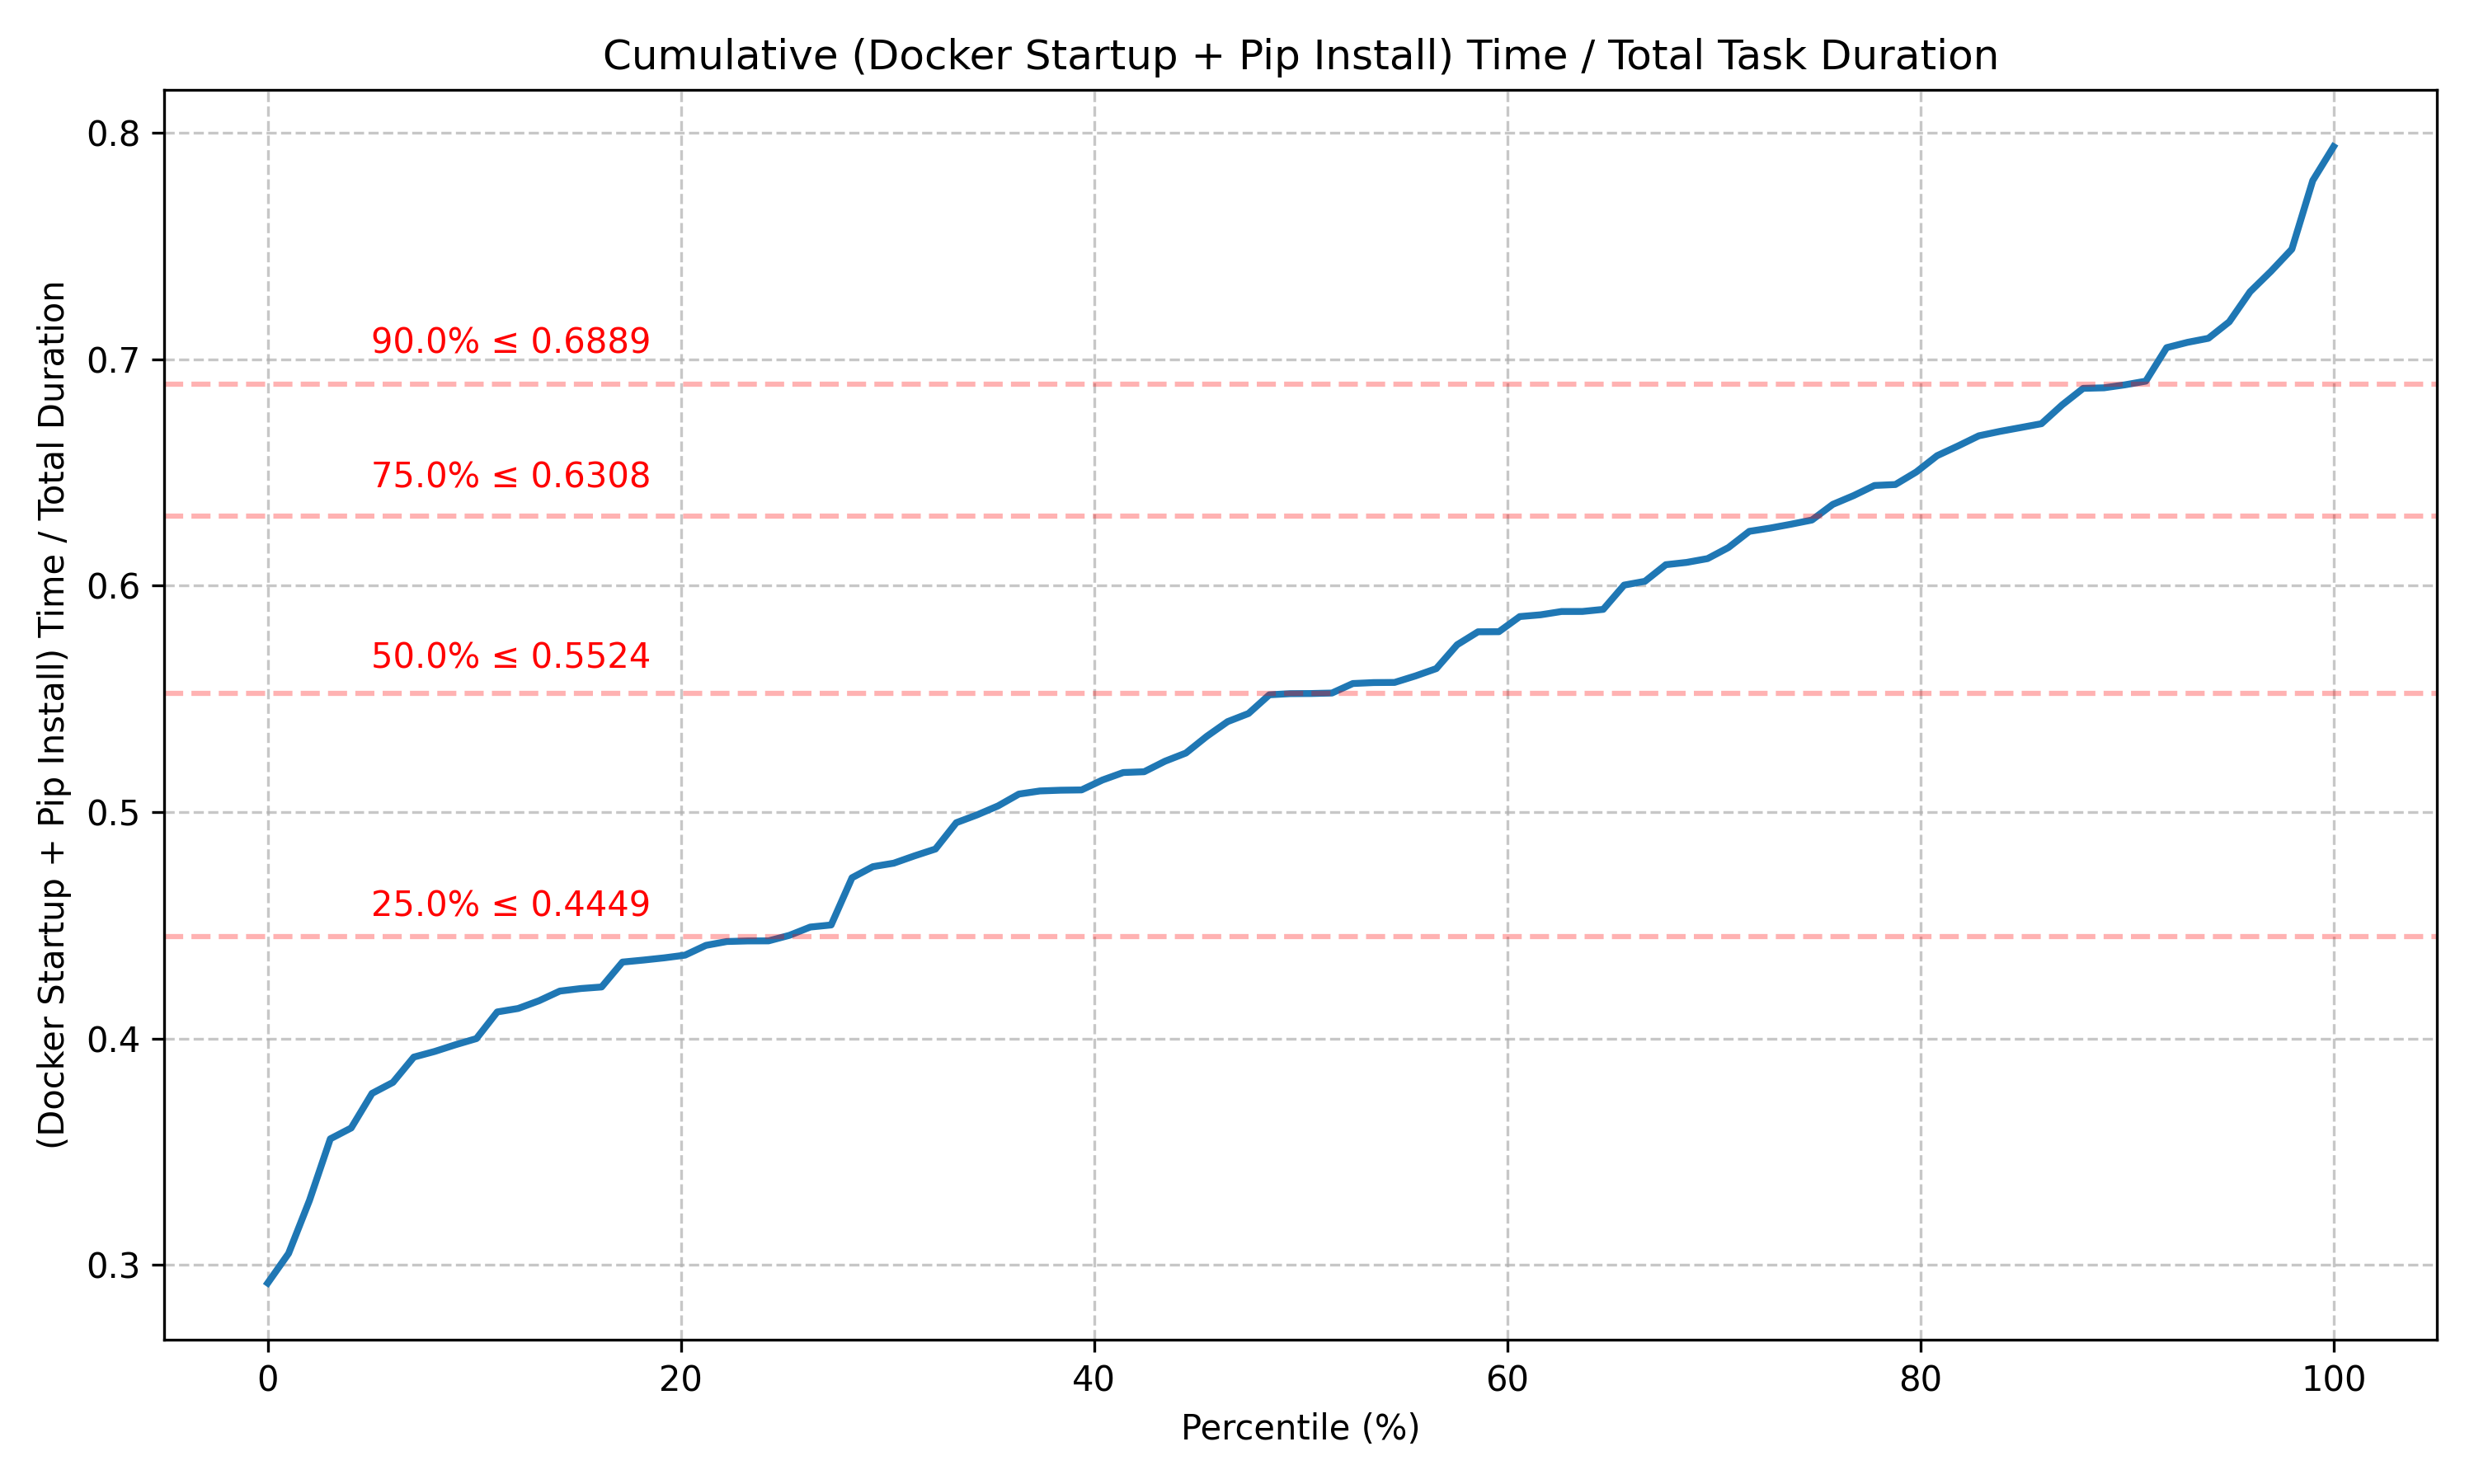 Cumulative (Docker Startup + Pip Install) Time / Total Task Duration
(Docker Startup + Pip Install) Time / Total Duration
0.8
0.7
0.6
0.5
0.4
0.3
90.0% ≤ 0.6889
75.0% ≤ 0.6308
50.0% ≤ 0.5524
25.0% ≤ 0.4449
0 20 40 60 80 100
Percentile (%)